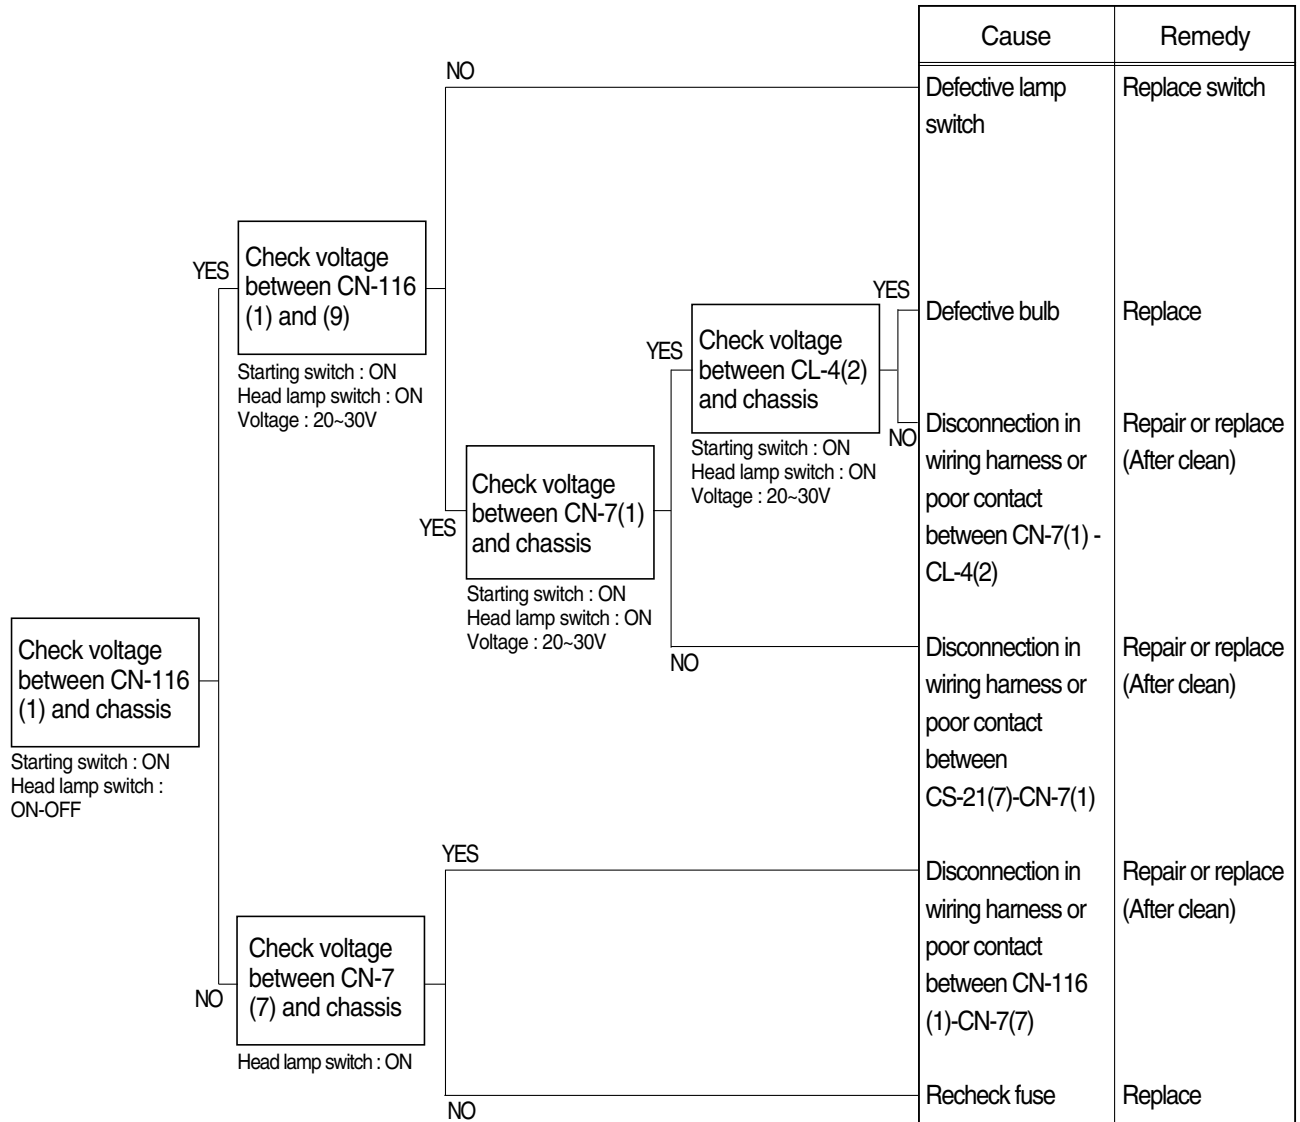 Cause
Remedy
NO
Defective lamp
switch
Replace switch
YES
Check voltage
between CN-116
(1) and (9)
Starting switch : ON
Head lamp switch : ON
Voltage : 20~30V
YES
Check voltage
between CN-7(1)
and chassis
Starting switch : ON
Head lamp switch : ON
Voltage : 20~30V
YES
Check voltage
between CL-4(2)
and chassis
Starting switch : ON
Head lamp switch : ON
Voltage : 20~30V
YES
Defective bulb
Replace
NO
Disconnection in
wiring harness or
poor contact
between CN-7(1) -
CL-4(2)
Repair or replace
(After clean)
NO
Disconnection in
wiring harness or
poor contact
between
CS-21(7)-CN-7(1)
Repair or replace
(After clean)
Check voltage
between CN-116
(1) and chassis
Starting switch : ON
Head lamp switch :
ON-OFF
NO
Check voltage
between CN-7
(7) and chassis
Head lamp switch : ON
YES
Disconnection in
wiring harness or
poor contact
between CN-116
(1)-CN-7(7)
Repair or replace
(After clean)
NO
Recheck fuse
Replace